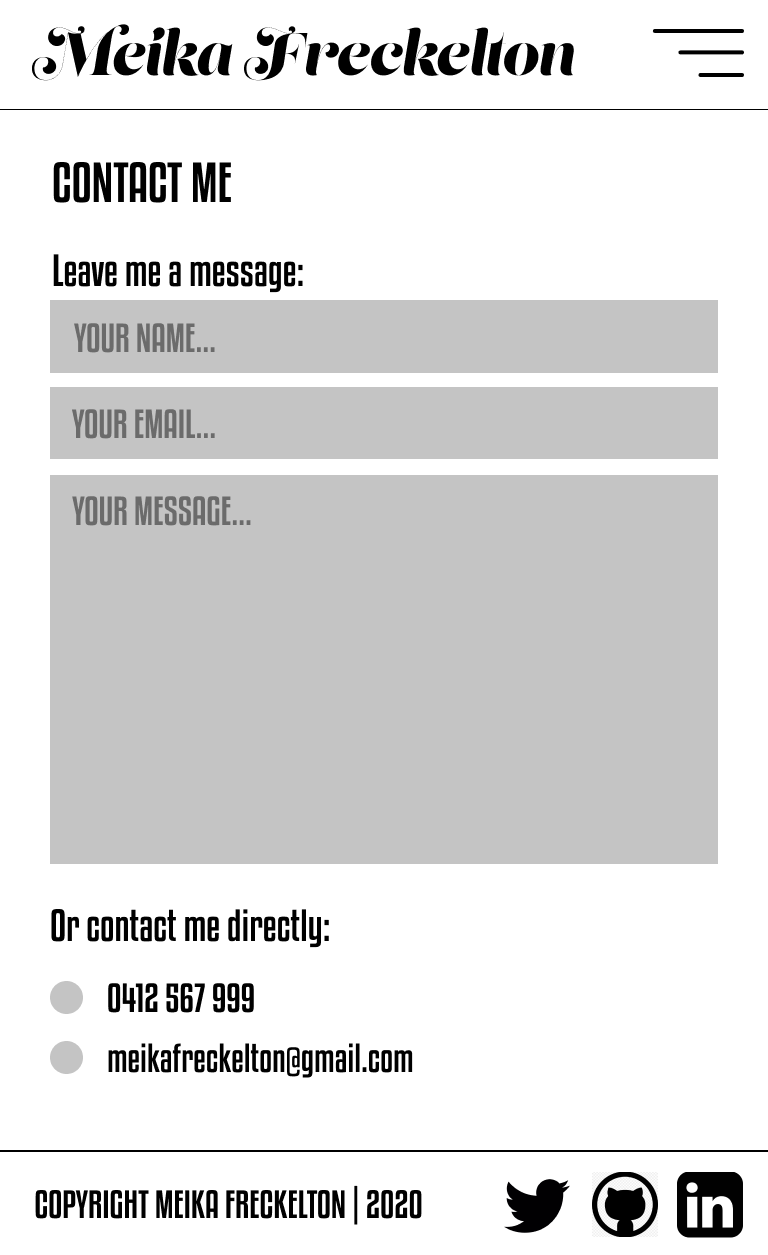 Meika Freckelton
CONTACT ME
Leave me a message:
YOUR NAME...
YOUR EMAIL...
YOUR MESSAGE...
Or contact me directly:
0412 567 999
meikafreckelton@gmail.com
COPYRIGHT MEIKA FRECKELTON | 2020
in